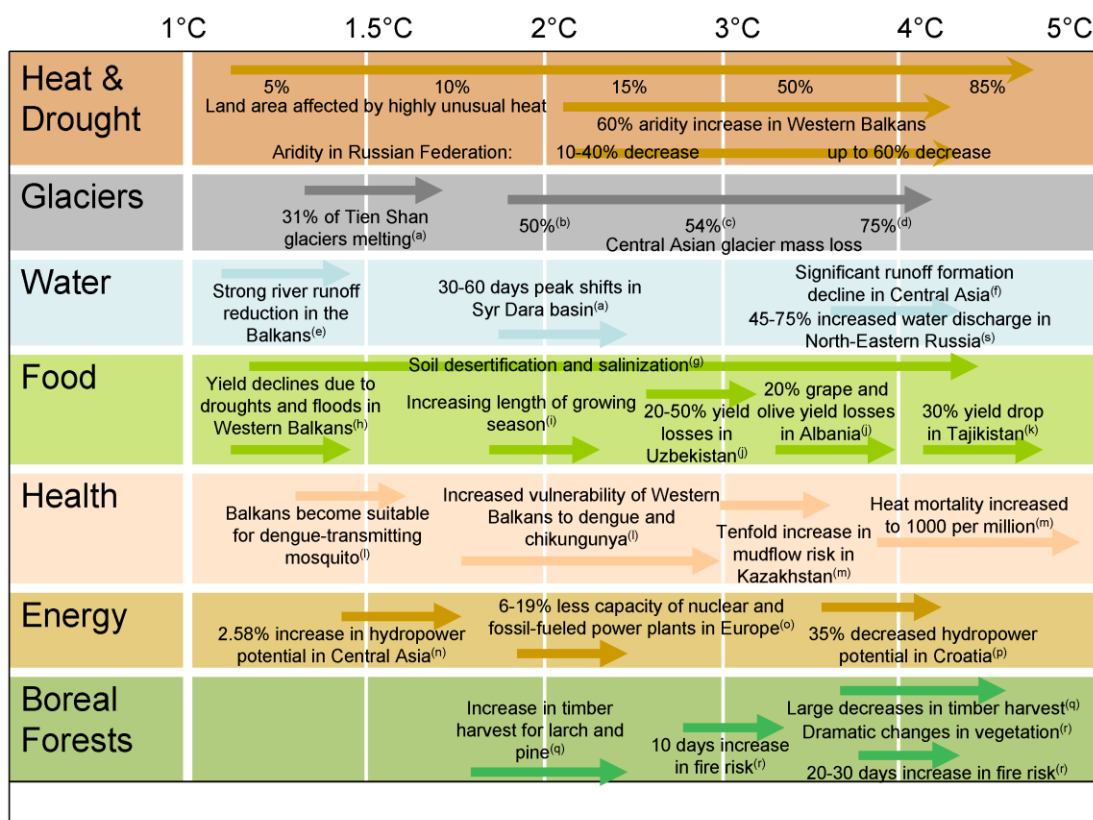 1°C 1.5°C 2°C 3°C 4°C 5°C
Heat &
Drought
5% 10% 15% 50% 85%
Land area affected by highly unusual heat
60% aridity increase in Western Balkans
Aridity in Russian Federation: 10-40% decrease up to 60% decrease
Glaciers
31% of Tien Shan
glaciers melting(a)
50%(b) 54%(c) 75%(d)
Central Asian glacier mass loss
Water
Strong river runoff
reduction in the
Balkans(e)
30-60 days peak shifts in
Syr Dara basin(a)
Significant runoff formation
decline in Central Asia(f)
45-75% increased water discharge in
North-Eastern Russia(s)
Food
Soil desertification and salinization(g)
Yield declines due to
droughts and floods in
Western Balkans(h)
Increasing length of growing
season(i)
20-50% yield
losses in
Uzbekistan(j)
20% grape and
olive yield losses
in Albania(j)
30% yield drop
in Tajikistan(k)
Health
Balkans become suitable
for dengue-transmitting
mosquito(l)
Increased vulnerability of Western
Balkans to dengue and
chikungunya(l)
Tenfold increase in
mudflow risk in
Kazakhstan(m)
Heat mortality increased
to 1000 per million(m)
Energy
2.58% increase in hydropower
potential in Central Asia(n)
6-19% less capacity of nuclear and
fossil-fueled power plants in Europe(o)
35% decreased hydropower
potential in Croatia(p)
Boreal
Forests
Increase in timber
harvest for larch and
pine(q)
10 days increase
in fire risk(r)
Large decreases in timber harvest(q)
Dramatic changes in vegetation(r)
20-30 days increase in fire risk(r)